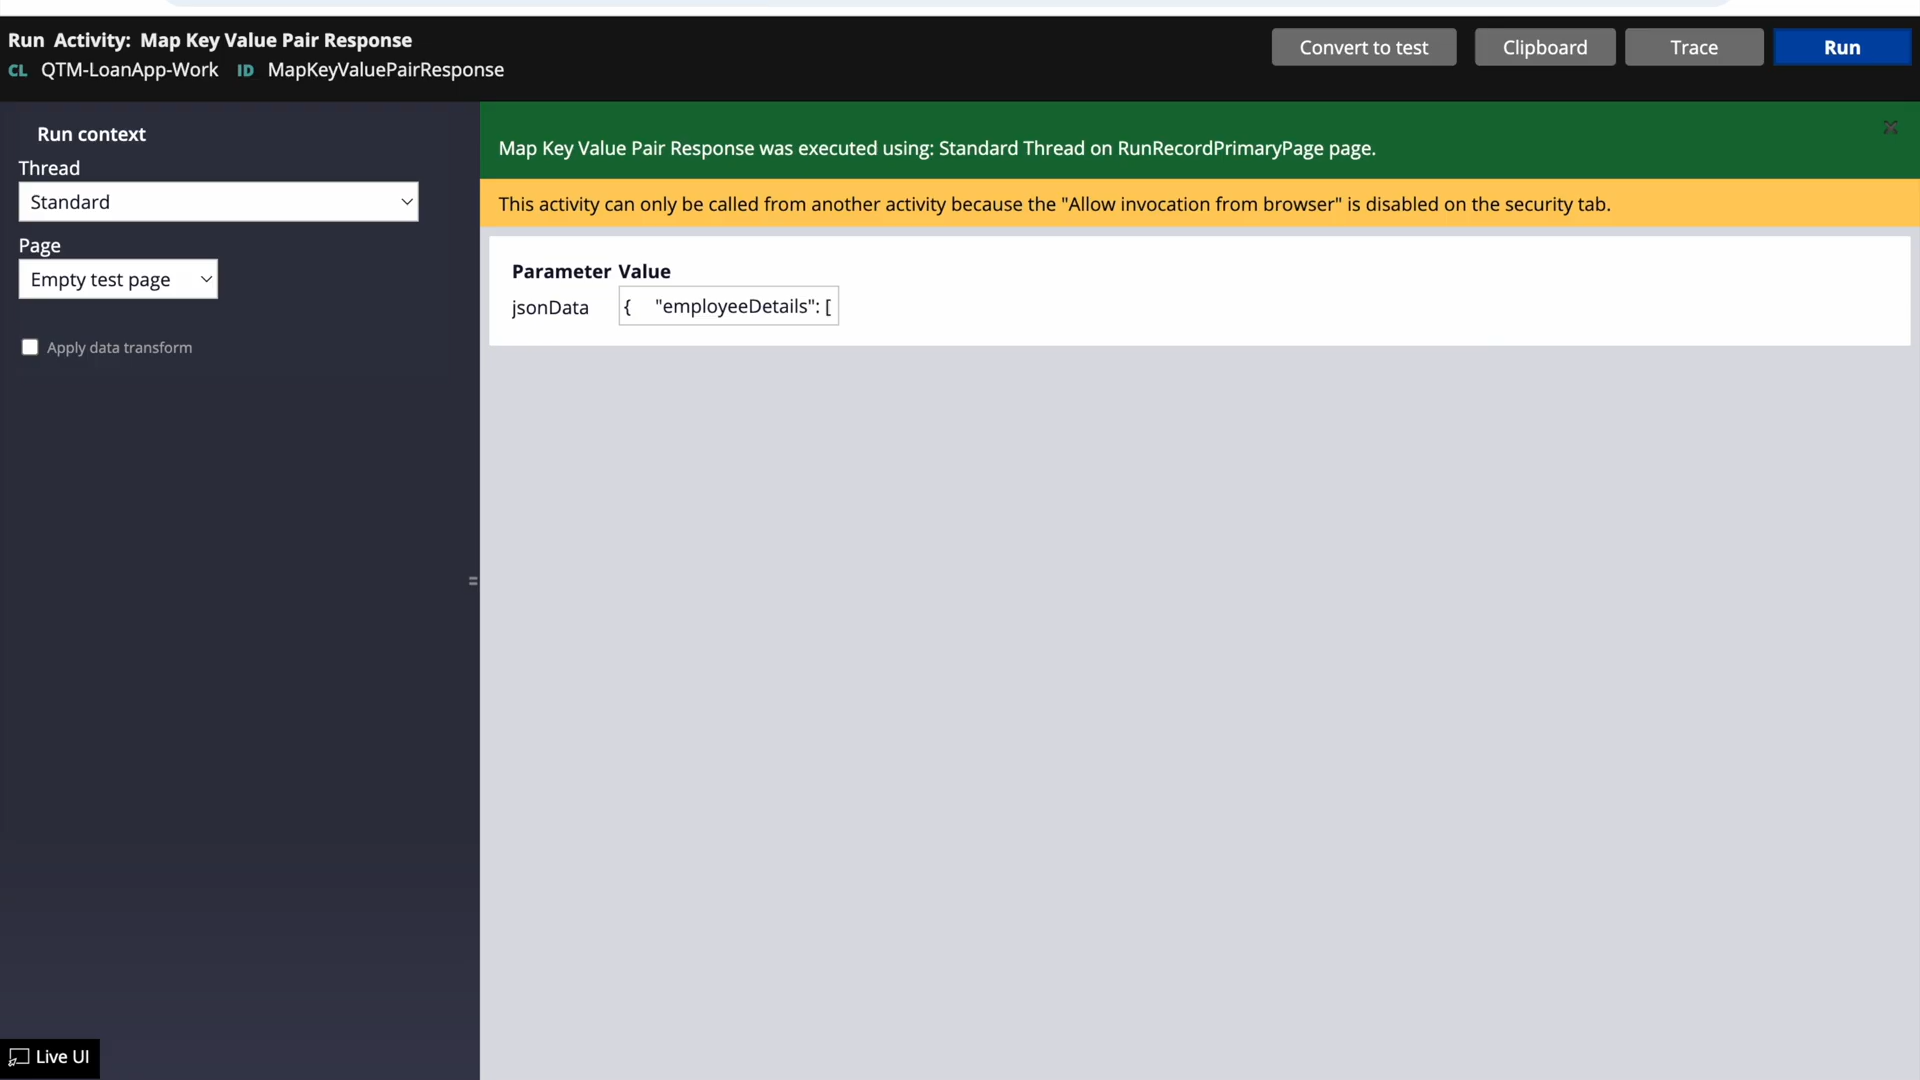 Run Activity: Map Key Value Pair Response
CL QTM-LoanApp-Work ID MapKeyValuePairResponse
Convert to test
Clipboard
Trace
Run
Run context
Thread
Standard
Page
Empty test page
Apply data transform
Map Key Value Pair Response was executed using: Standard Thread on RunRecordPrimaryPage page.
This activity can only be called from another activity because the "Allow invocation from browser" is disabled on the security tab.
Parameter Value
jsonData { "employeeDetails": [
Live UI